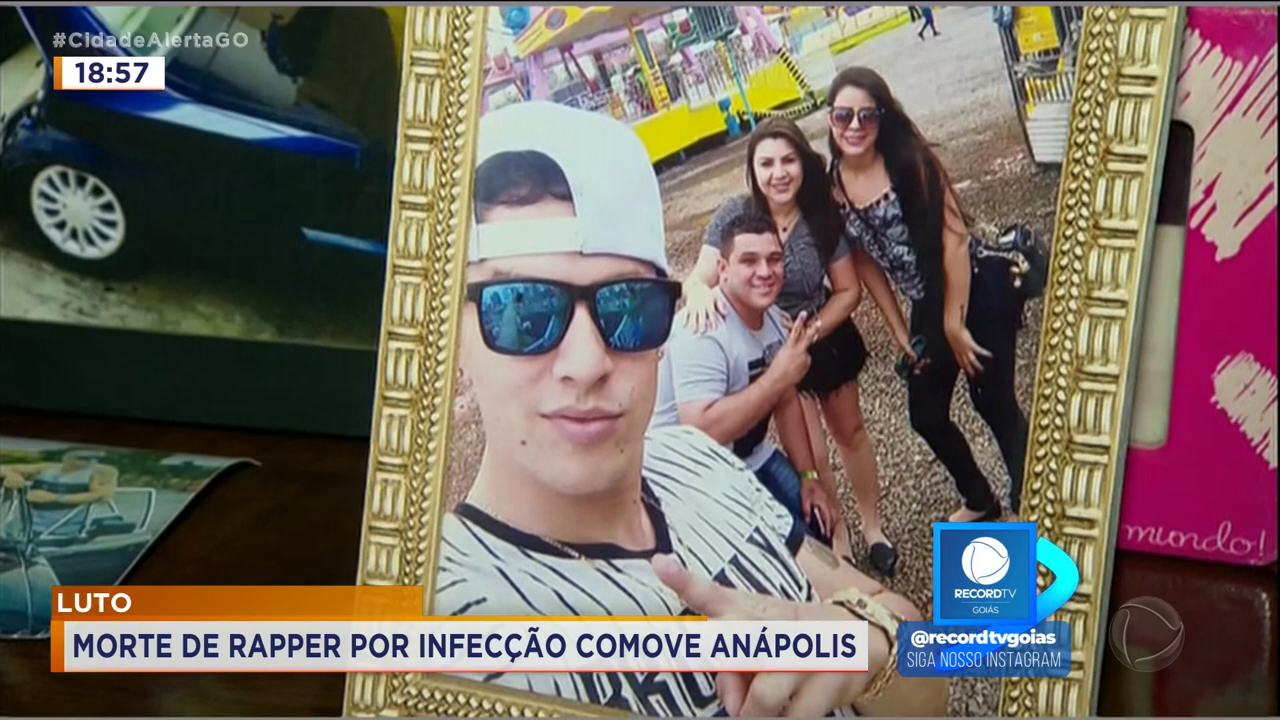 #CidadeAlertaGO
18:57
mundo!
RECORDTV
GOIÁS
LUTO
MORTE DE RAPPER POR INFECÇÃO COMOVE ANÁPOLIS
@recordtvgoias
SIGA NOSSO INSTAGRAM